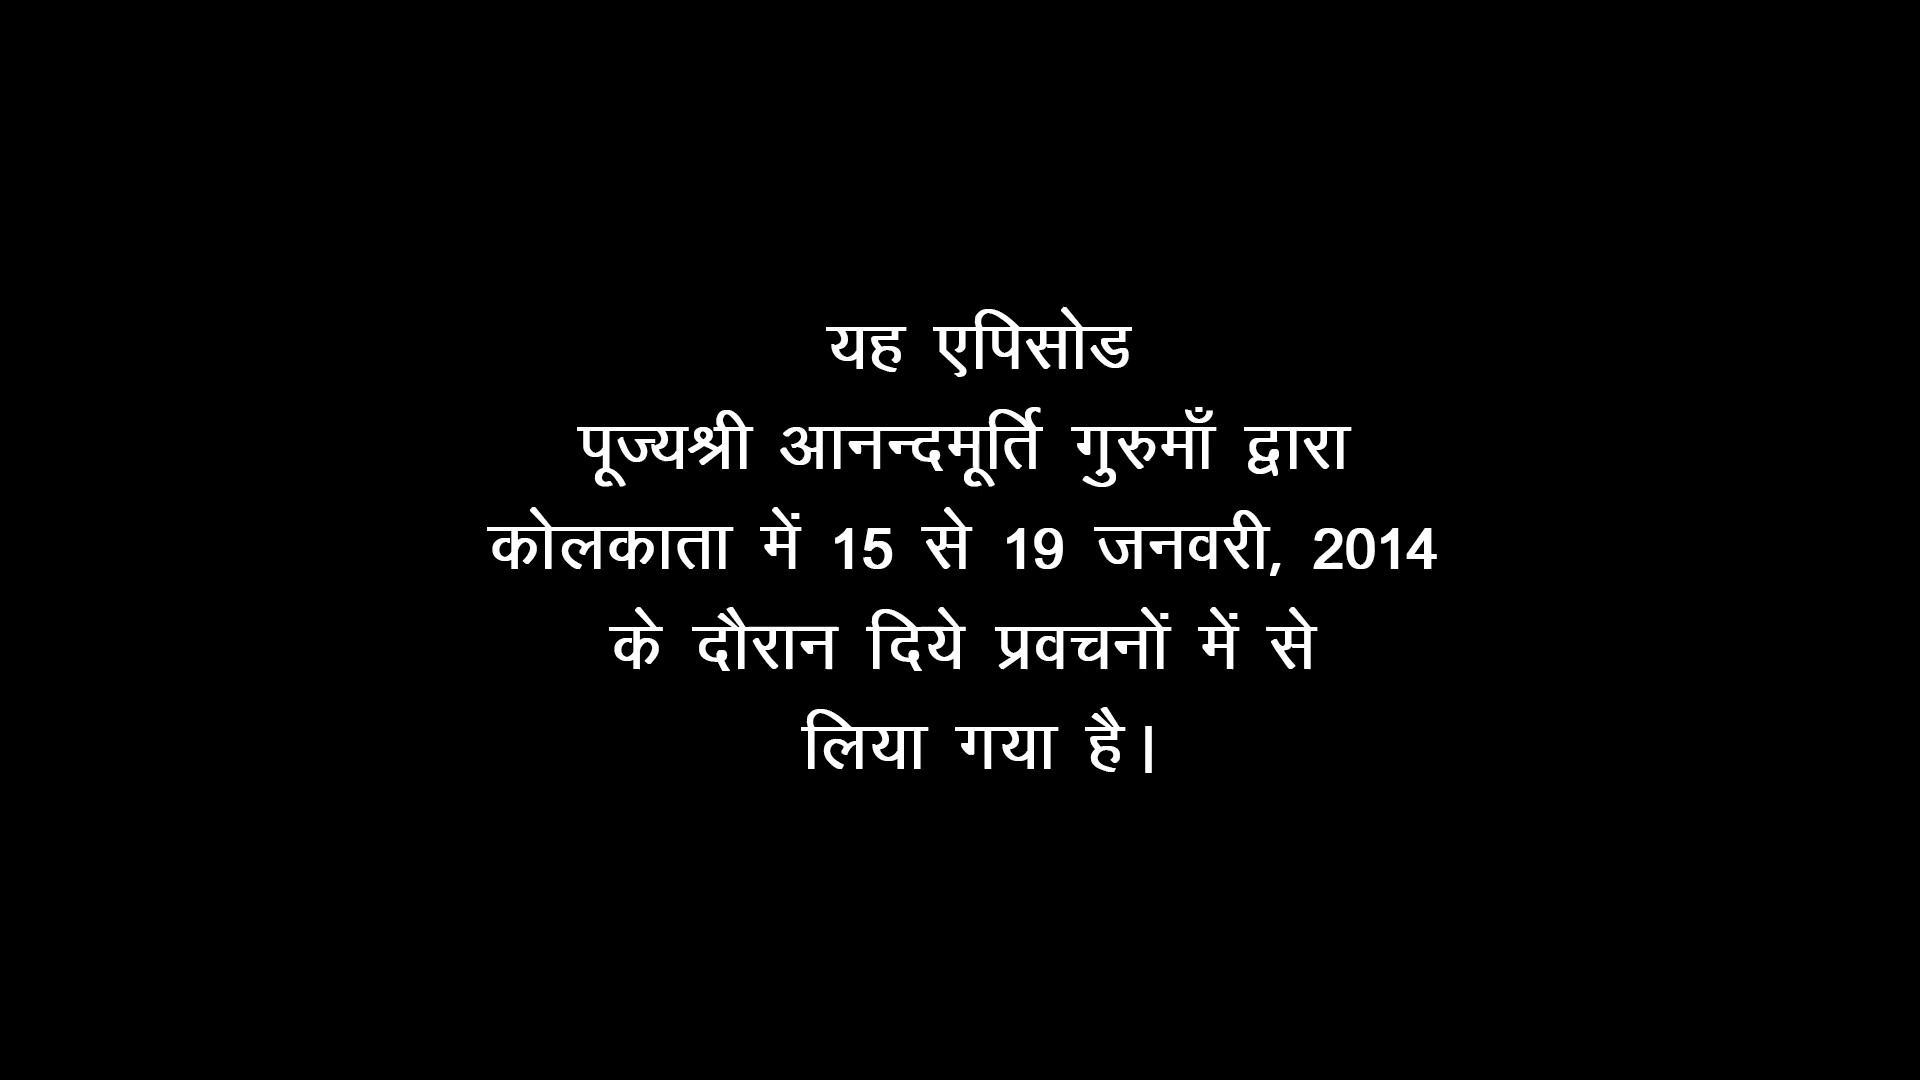 यह एपिसोड
पूज्यश्री आनन्दमूर्ति गुरुमाँ द्वारा
कोलकाता में 15 से 19 जनवरी, 2014
के दौरान दिये प्रवचनों में से
लिया गया है।